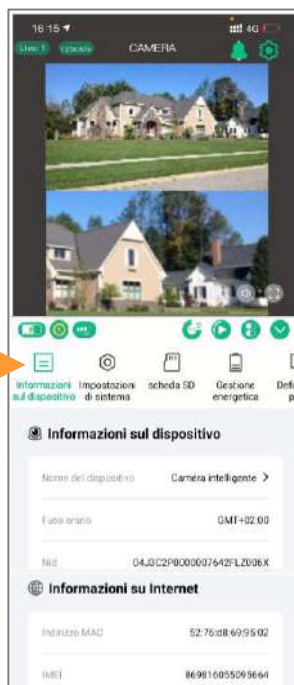 16:15
4G
Live: 1
CAMERA
Informazioni sul dispositivo
Impostazioni di sistema
scheda SD
Gestione energetica
Informazioni sul dispositivo
Nome del dispositivo
Caméra intelligente >
Fuso orario
GMT+02:00
Nid
Informazioni su Internet
Indirizzo MAC
52:76:d8:69:95:02
IMEI
869816055095664